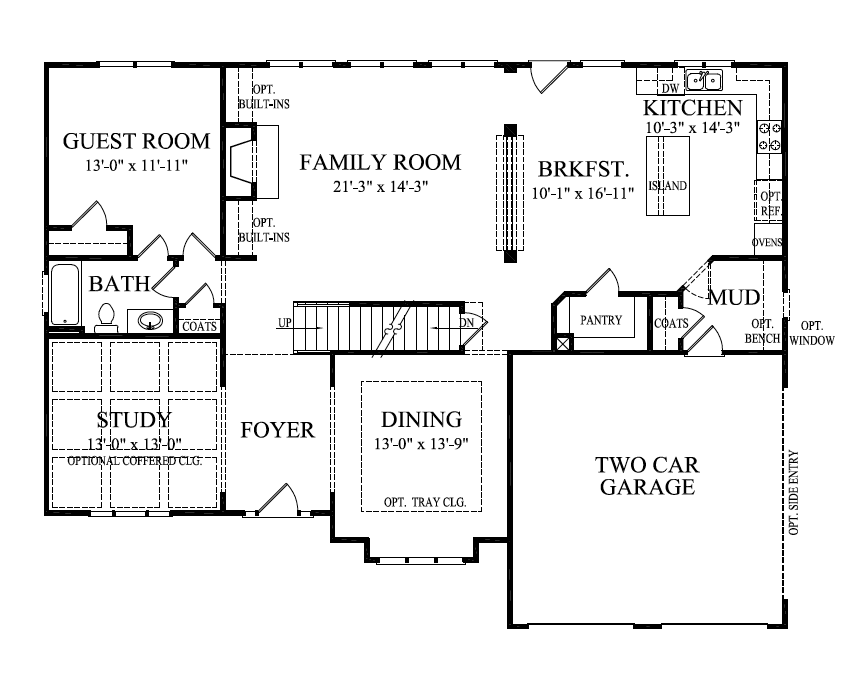 OPT.
BUILT-INS
DW
KITCHEN
10'-3" x 14'-3"
GUEST ROOM
13'-0" x 11'-11"
FAMILY ROOM
21'-3" x 14'-3"
BRKFST.
10'-1" x 16'-11"
ISLAND
OPT.
REF.
OPT.
BUILT-INS
OVENS
BATH
COATS
UP
DN
PANTRY
COATS
MUD
OPT.
BENCH
OPT.
WINDOW
STUDY
13'-0" x 13'-0"
OPTIONAL COFFERED CLG.
FOYER
DINING
13'-0" x 13'-9"
OPT. TRAY CLG.
TWO CAR
GARAGE
OPT. SIDE ENTRY